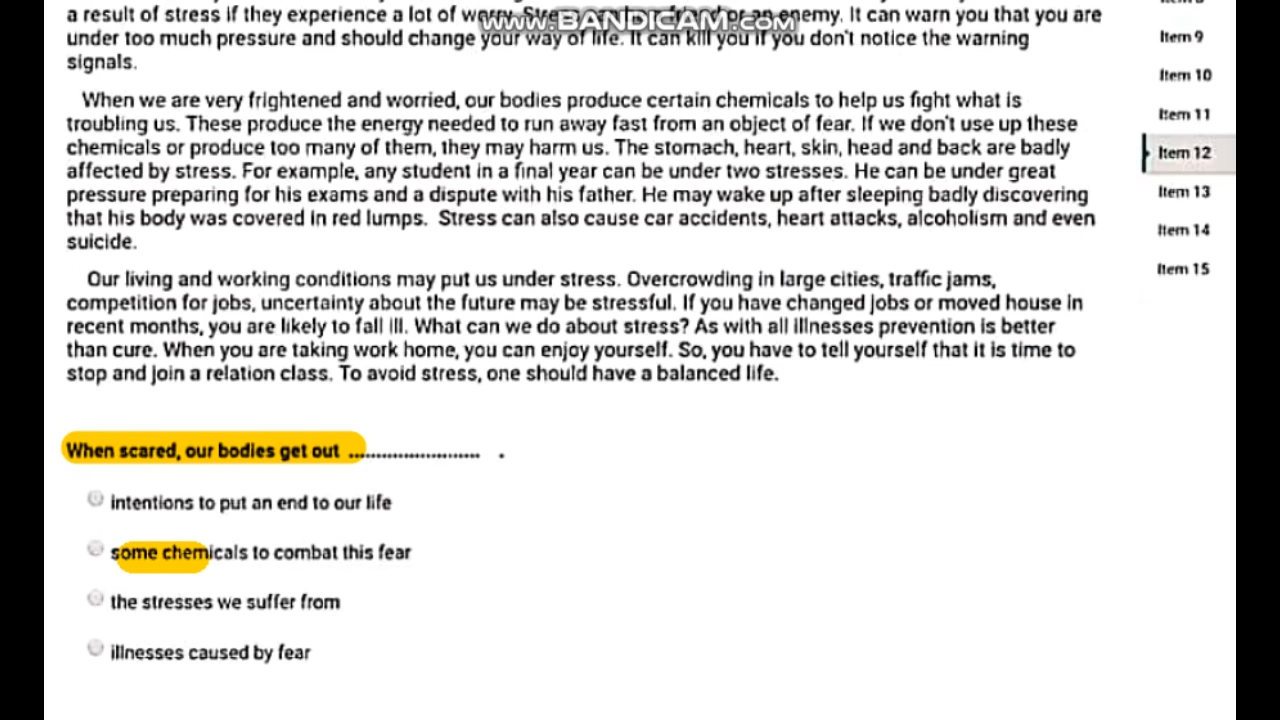 a result of stress if they experience a lot of worry. Stress can be a friend or an enemy. It can warn you that you are
www.BANDICAM.com
under too much pressure and should change your way of life. It can kill you if you don't notice the warning
signals.
When we are very frightened and worried, our bodies produce certain chemicals to help us fight what is
troubling us. These produce the energy needed to run away fast from an object of fear. If we don't use up these
chemicals or produce too many of them, they may harm us. The stomach, heart, skin, head and back are badly
affected by stress. For example, any student in a final year can be under two stresses. He can be under great
pressure preparing for his exams and a dispute with his father. He may wake up after sleeping badly discovering
that his body was covered in red lumps. Stress can also cause car accidents, heart attacks, alcoholism and even
suicide.
Our living and working conditions may put us under stress. Overcrowding in large cities, traffic jams,
competition for jobs, uncertainty about the future may be stressful. If you have changed jobs or moved house in
recent months, you are likely to fall ill. What can we do about stress? As with all illnesses prevention is better
than cure. When you are taking work home, you can enjoy yourself. So, you have to tell yourself that it is time to
stop and join a relation class. To avoid stress, one should have a balanced life.
When scared, our bodies get out ......................... .
intentions to put an end to our life
some chemicals to combat this fear
the stresses we suffer from
illnesses caused by fear
Item 9
Item 10
Item 11
Item 12
Item 13
Item 14
Item 15